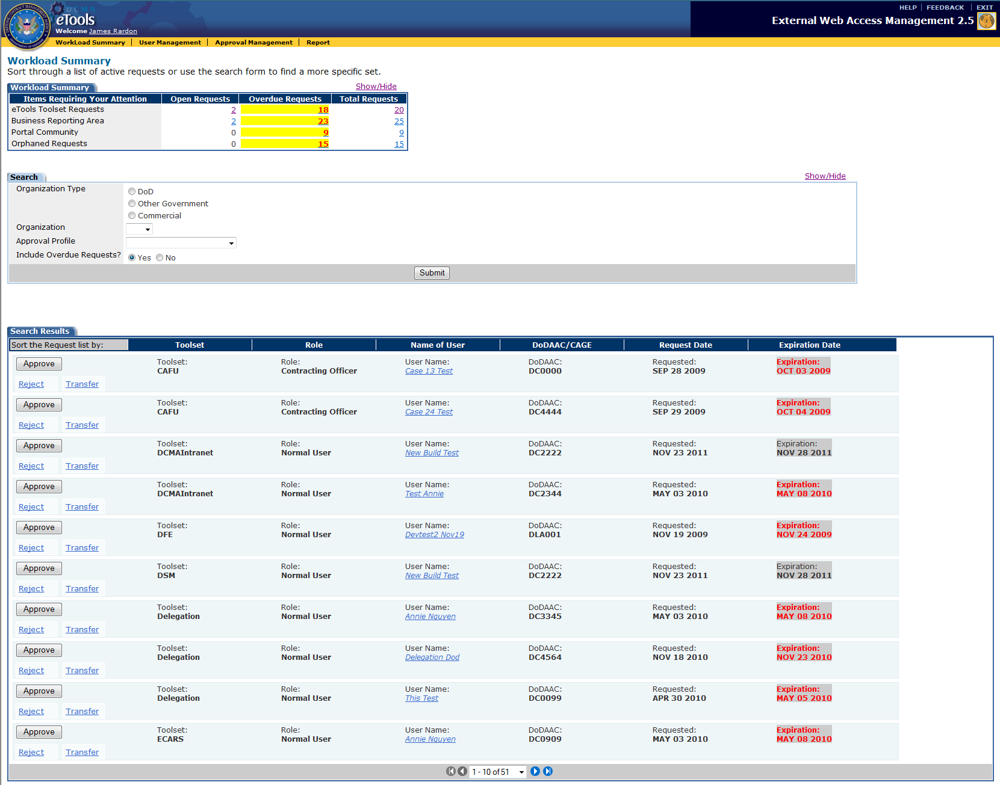 HELP FEEDBACK EXIT
DCMA
eTools
External Web Access Management 2.5
Welcome James Rardon
WorkLoad Summary User Management Approval Management Report
Workload Summary
Sort through a list of active requests or use the search form to find a more specific set.
Workload Summary Show/Hide
Items Requiring Your Attention Open Requests Overdue Requests Total Requests
eTools Toolset Requests 2 18 20
Business Reporting Area 2 23 25
Portal Community 0 9 9
Orphaned Requests 0 15 15
Search Show/Hide
Organization Type
DoD
Other Government
Commercial
Organization
Approval Profile
Include Overdue Requests? Yes No
Submit
Search Results
Sort the Request list by: Toolset Role Name of User DoDAAC/CAGE Request Date Expiration Date
Approve Toolset: Role: User Name: DoDAAC: Requested: Expiration:
CAFU Contracting Officer Case 13 Test DC0000 SEP 28 2009 OCT 03 2009
Reject Transfer
Approve Toolset: Role: User Name: DoDAAC: Requested: Expiration:
CAFU Contracting Officer Case 24 Test DC4444 SEP 29 2009 OCT 04 2009
Reject Transfer
Approve Toolset: Role: User Name: DoDAAC: Requested: Expiration:
DCMAIntranet Normal User New Build Test DC2222 NOV 23 2011 NOV 28 2011
Reject Transfer
Approve Toolset: Role: User Name: DoDAAC: Requested: Expiration:
DCMAIntranet Normal User Test Annie DC2344 MAY 03 2010 MAY 08 2010
Reject Transfer
Approve Toolset: Role: User Name: DoDAAC: Requested: Expiration:
DFE Normal User Devtest2 Nov19 DLA001 NOV 19 2009 NOV 24 2009
Reject Transfer
Approve Toolset: Role: User Name: DoDAAC: Requested: Expiration:
DSM Normal User New Build Test DC2222 NOV 23 2011 NOV 28 2011
Reject Transfer
Approve Toolset: Role: User Name: DoDAAC: Requested: Expiration:
Delegation Normal User Annie Nguyen DC3345 MAY 03 2010 MAY 08 2010
Reject Transfer
Approve Toolset: Role: User Name: DoDAAC: Requested: Expiration:
Delegation Normal User Delegation Dod DC4564 NOV 18 2010 NOV 23 2010
Reject Transfer
Approve Toolset: Role: User Name: DoDAAC: Requested: Expiration:
Delegation Normal User This Test DC0099 APR 30 2010 MAY 05 2010
Reject Transfer
Approve Toolset: Role: User Name: DoDAAC: Requested: Expiration:
ECARS Normal User Annie Nguyen DC0909 MAY 03 2010 MAY 08 2010
Reject Transfer
1 - 10 of 51